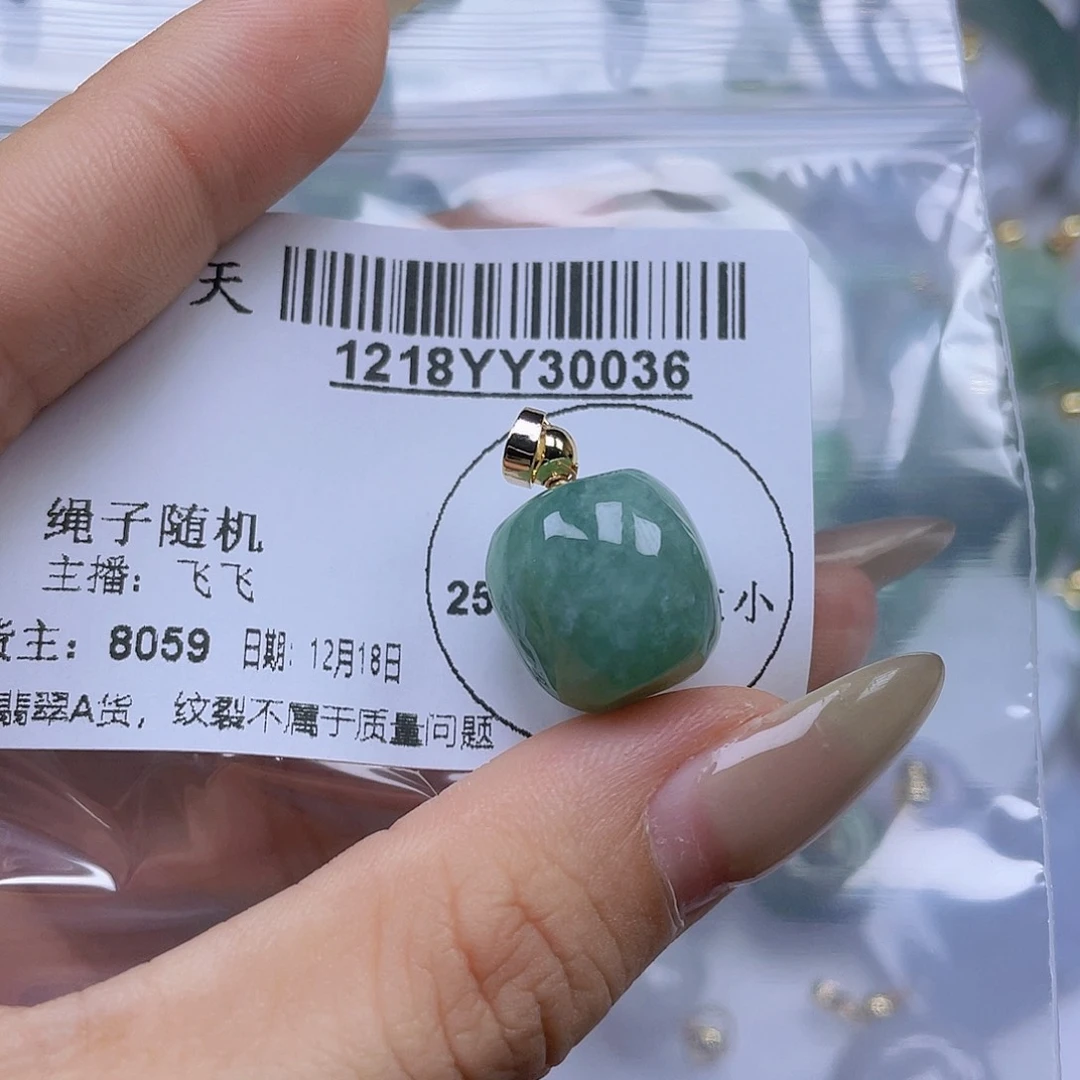 天
1218YY30036
绳子随机
主播：飞飞
25 小
货主：8059 日期：12月18日
翡翠A货，纹裂不属于质量问题